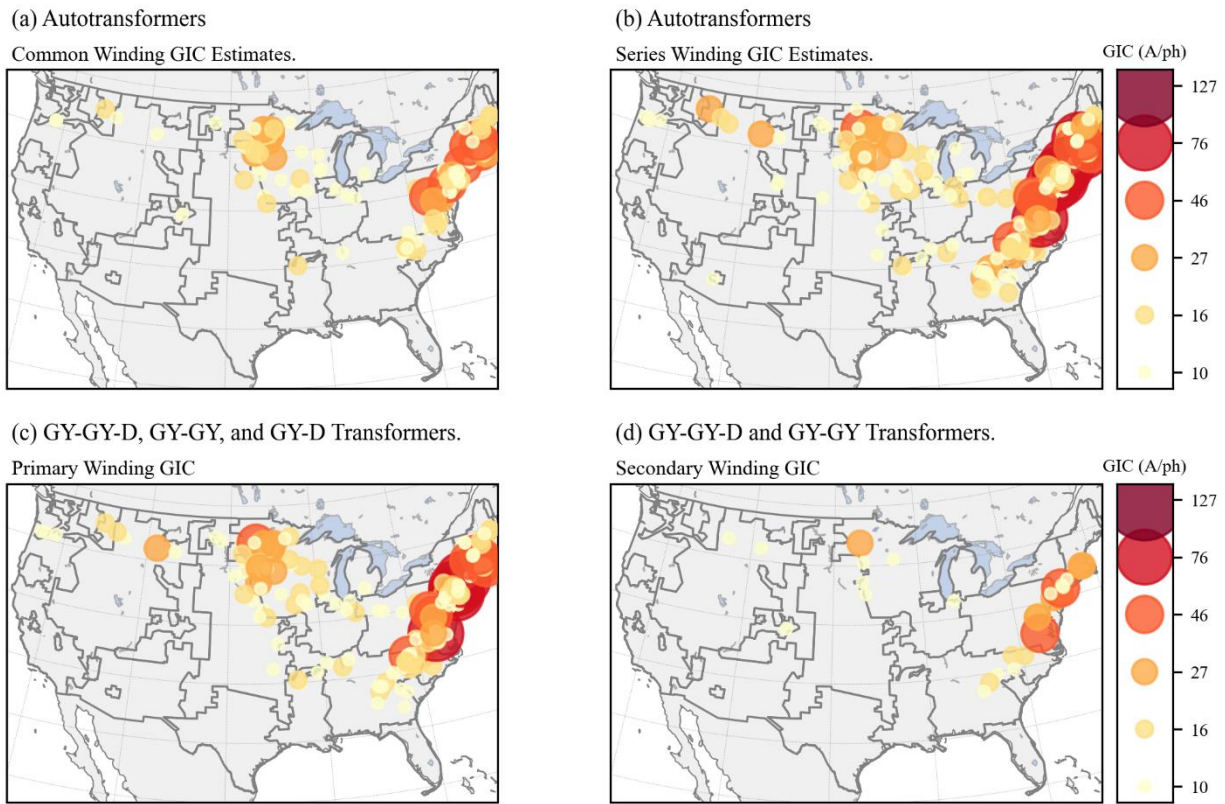 (a) Autotransformers
Common Winding GIC Estimates.
(b) Autotransformers
Series Winding GIC Estimates.
GIC (A/ph)
127
76
46
27
16
10
(c) GY-GY-D, GY-GY, and GY-D Transformers.
Primary Winding GIC
(d) GY-GY-D and GY-GY Transformers.
Secondary Winding GIC
GIC (A/ph)
127
76
46
27
16
10